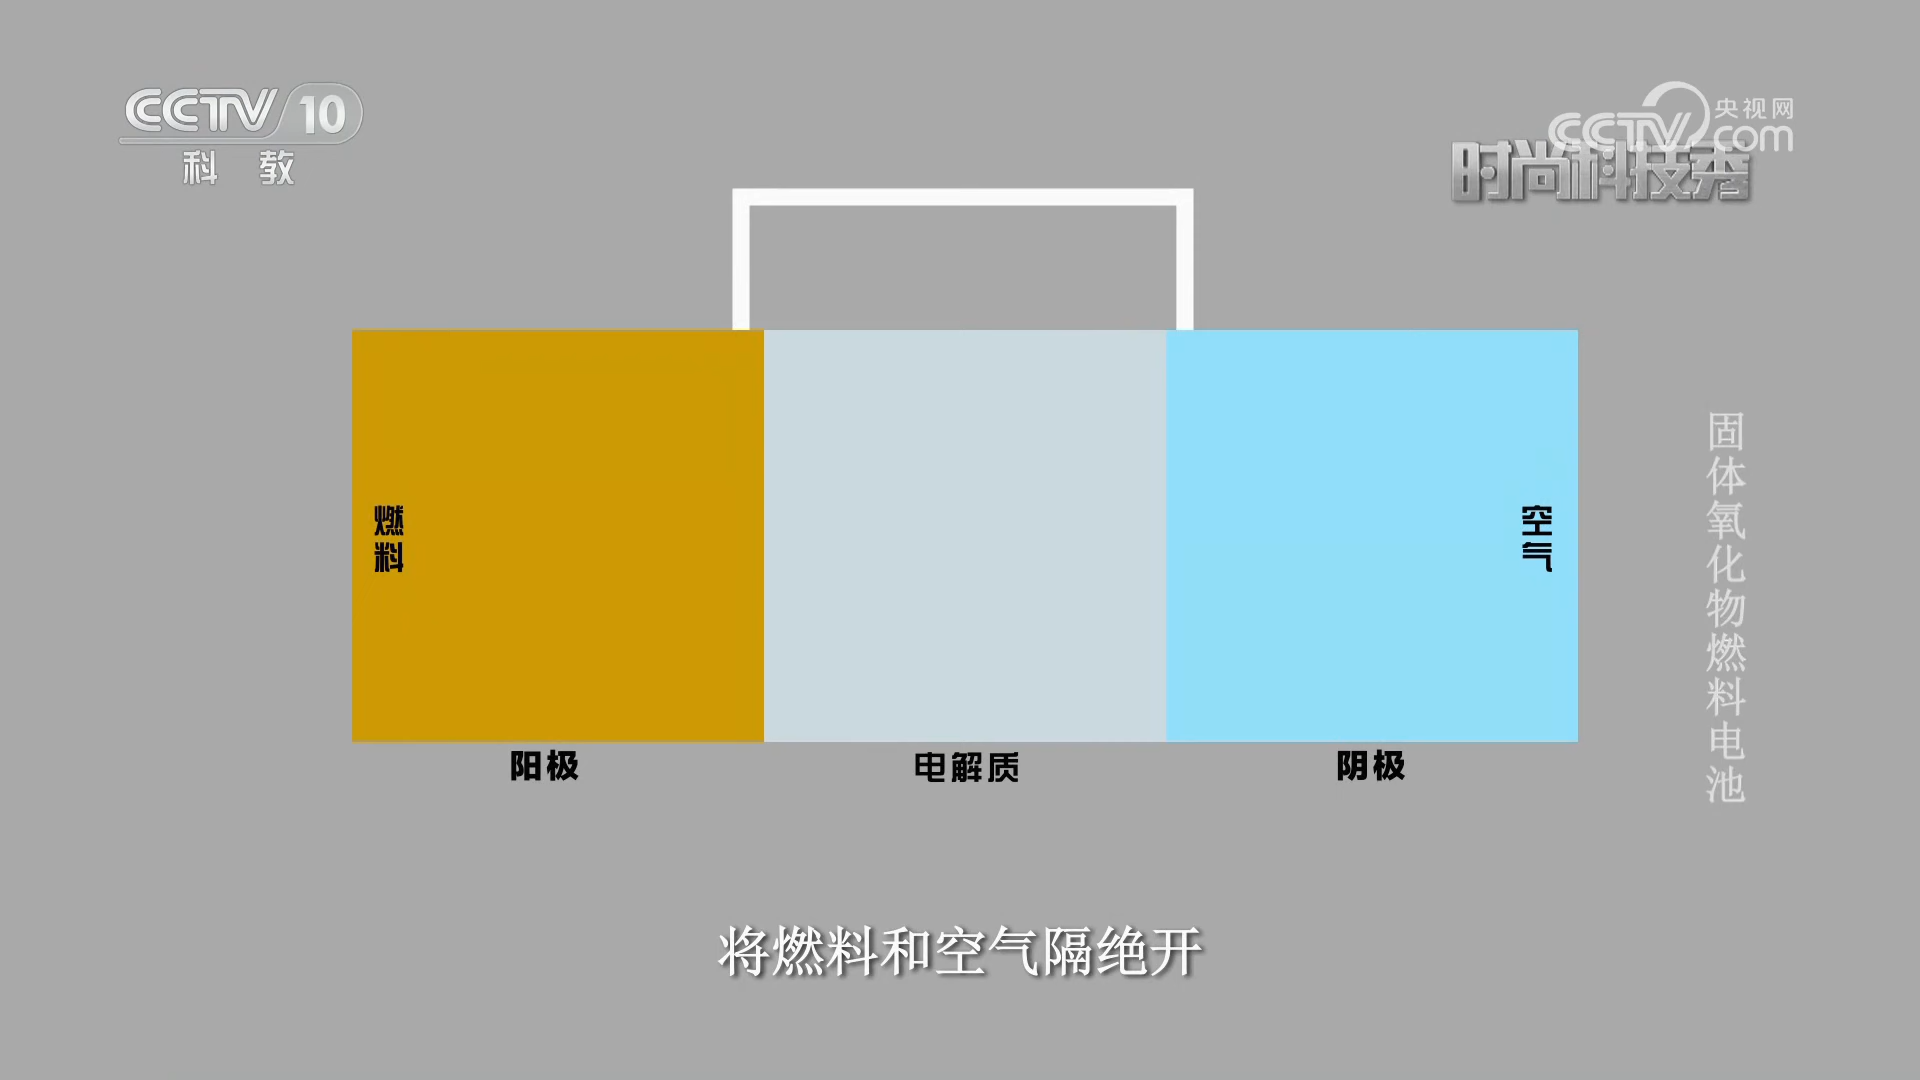 CCTV 10
科 教
央视网
CCTV.com
时尚科技秀
燃料
空气
阳极
电解质
阴极
固体氧化物燃料电池
将燃料和空气隔绝开